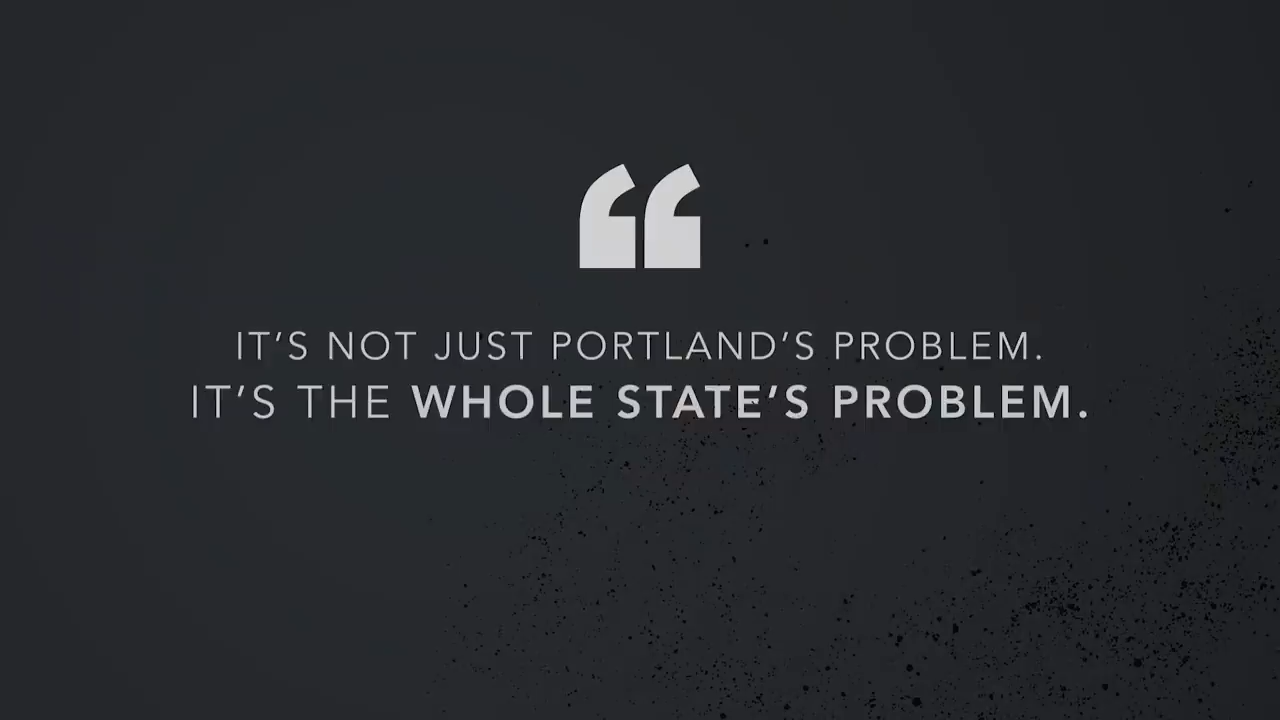 “
IT’S NOT JUST PORTLAND’S PROBLEM.
IT’S THE WHOLE STATE’S PROBLEM.